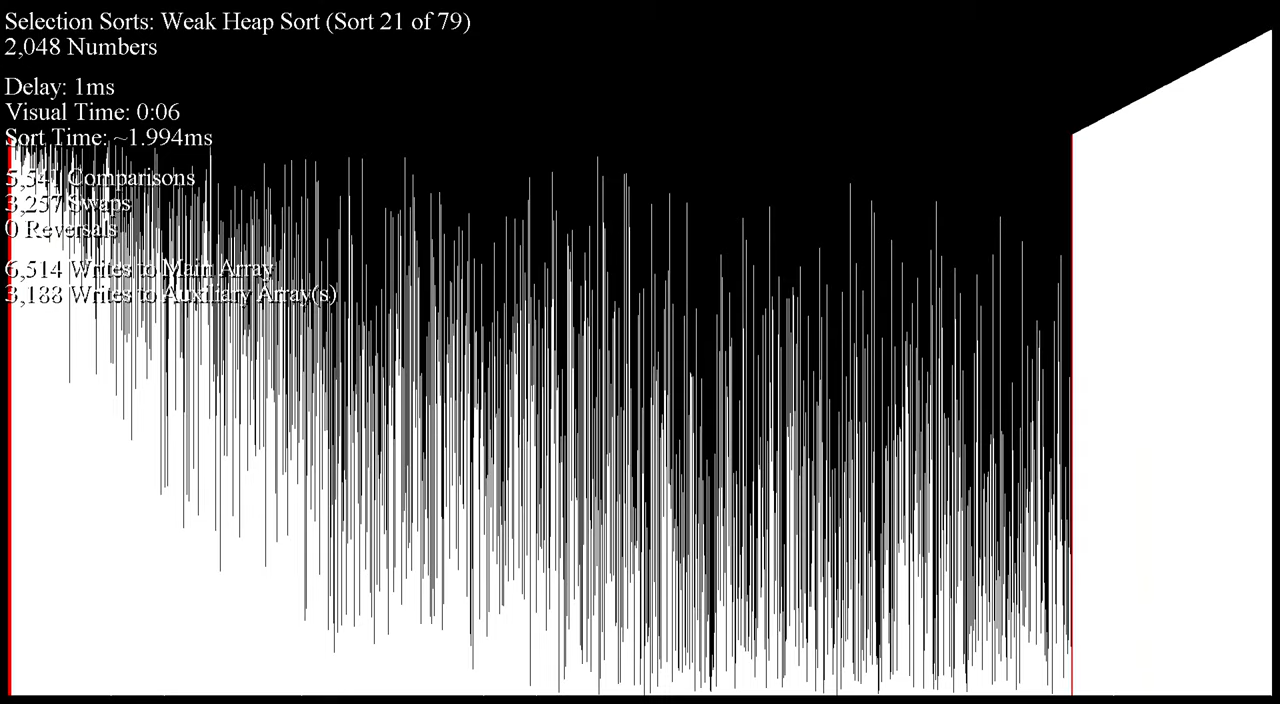 Selection Sorts: Weak Heap Sort (Sort 21 of 79)
2,048 Numbers
Delay: 1ms
Visual Time: 0:06
Sort Time: ~1.994ms
5,541 Comparisons
3,257 Swaps
0 Reversals
6,514 Writes to Main Array
3,188 Writes to Auxiliary Array(s)